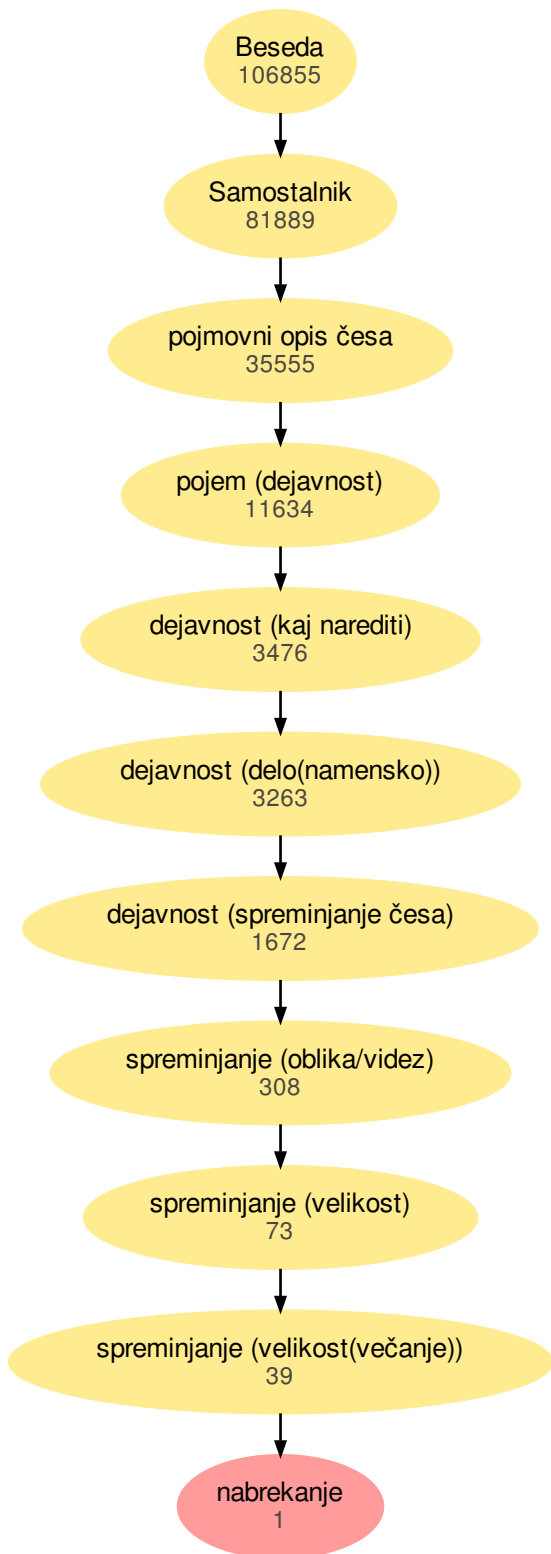 Beseda
106855
Samostalnik
81889
pojmovni opis česa
35555
pojem (dejavnost)
11634
dejavnost (kaj narediti)
3476
dejavnost (delo(namensko))
3263
dejavnost (spreminjanje česa)
1672
spreminjanje (oblika/videz)
308
spreminjanje (velikost)
73
spreminjanje (velikost(večanje))
39
nabrekanje
1